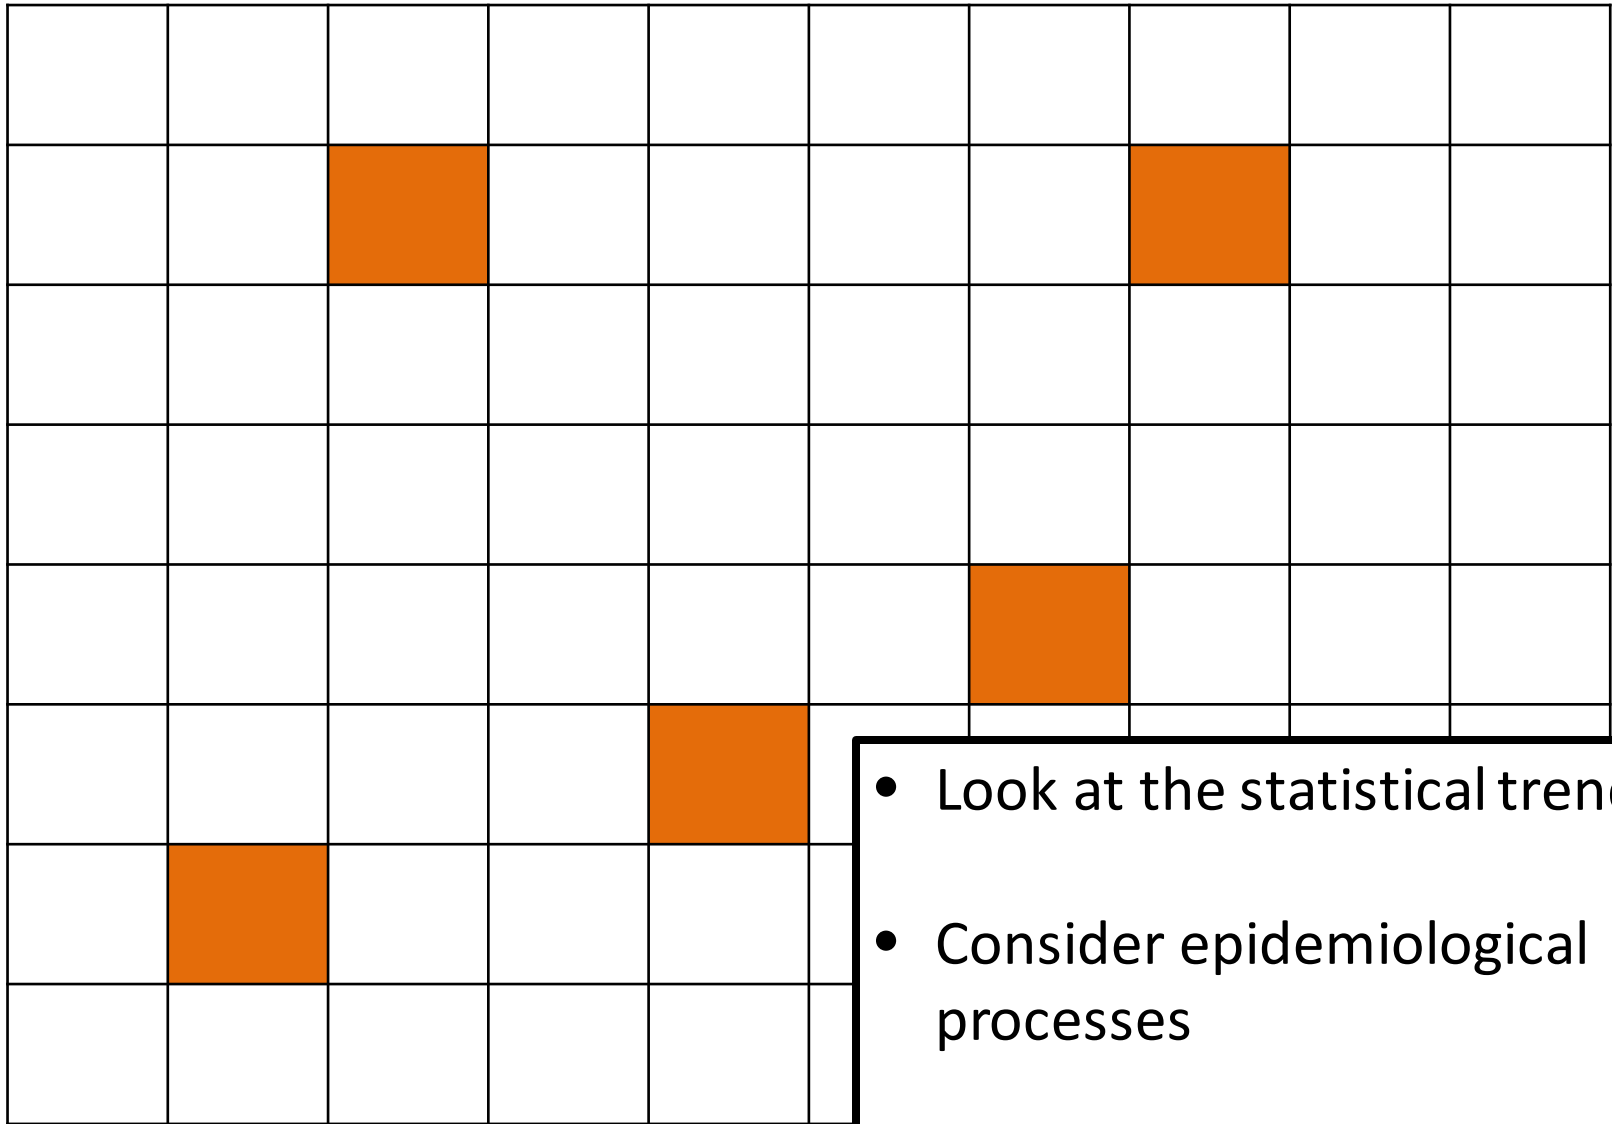 • Look at the statistical
• Consider epidemiological
processes